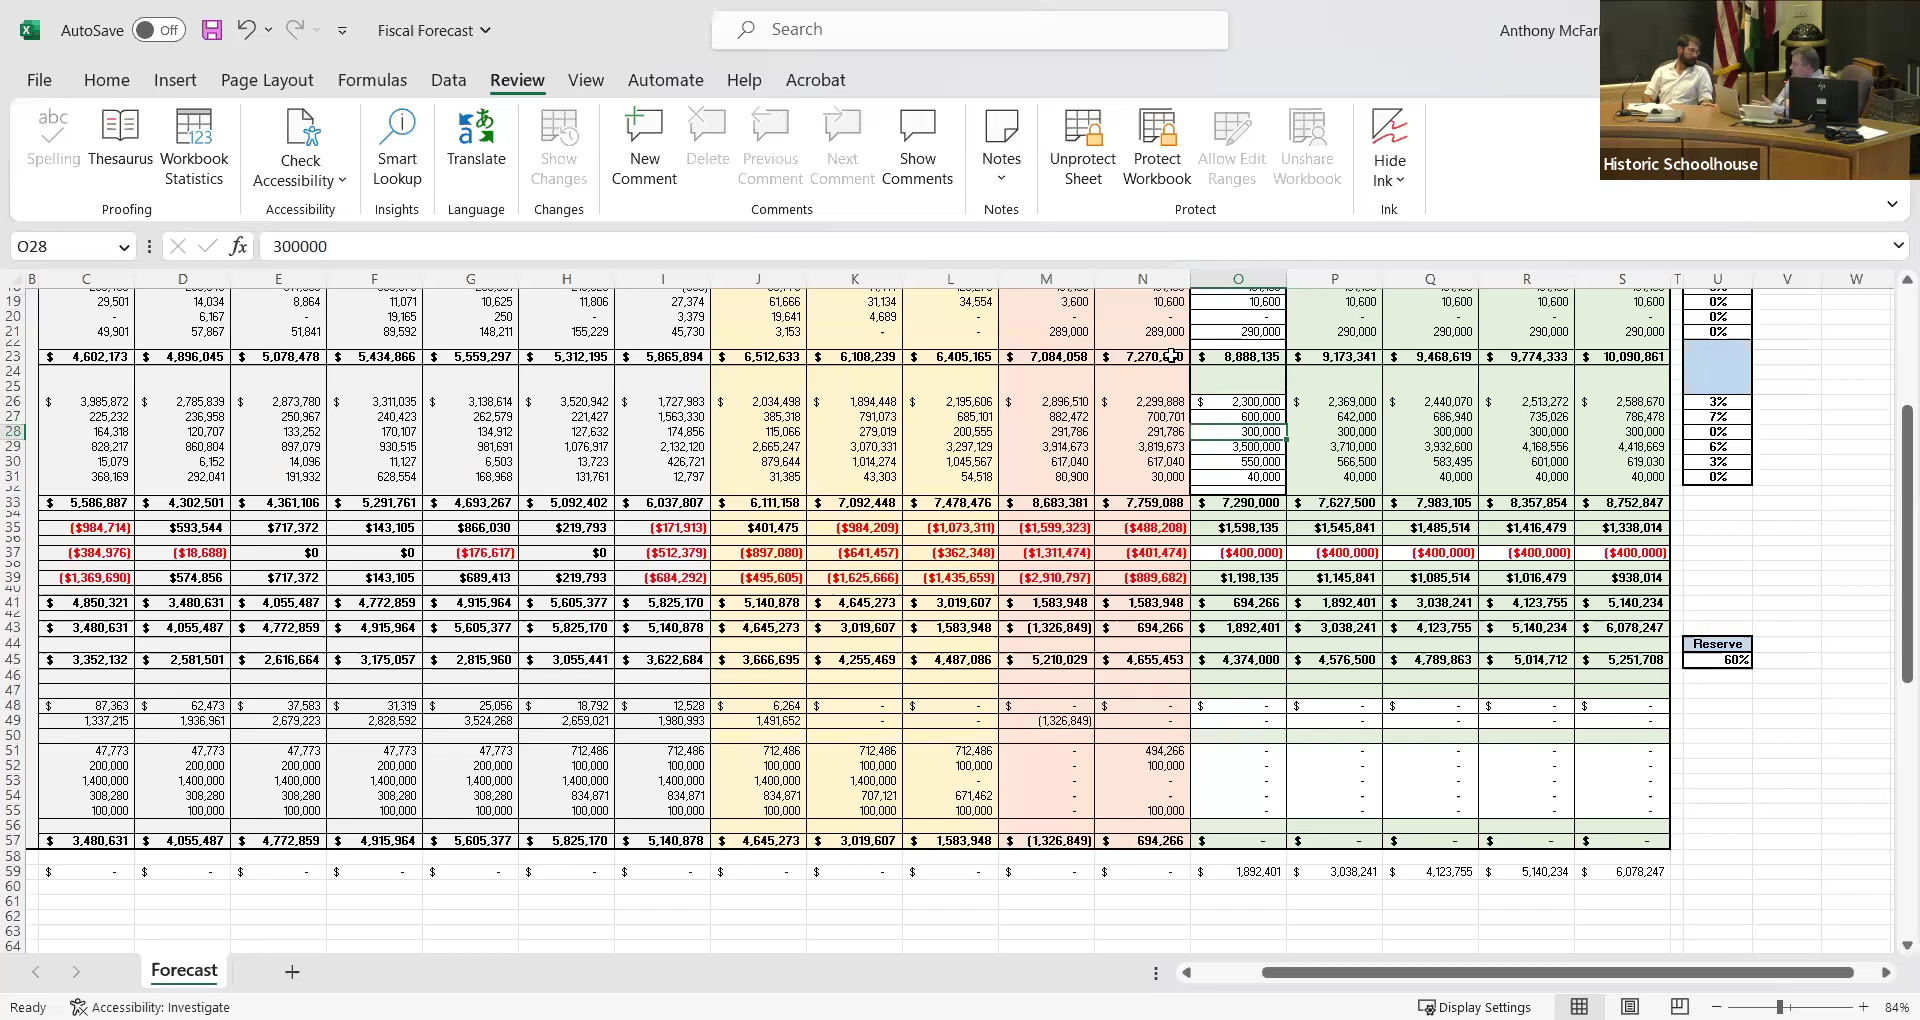 AutoSave Off Fiscal Forecast Search Anthony McFarl
File Home Insert Page Layout Formulas Data Review View Automate Help Acrobat
abc Spelling Thesaurus 123 Workbook Statistics Check Accessibility Smart Lookup Translate Show Changes New Comment Delete Previous Comment Next Comment Show Comments Notes Unprotect Sheet Protect Workbook Allow Edit Ranges Unshare Workbook Hide Ink
Proofing Accessibility Insights Language Changes Comments Notes Protect Ink
Historic Schoolhouse
O28 fx 300000
B C D E F G H I J K L M N O P Q R S T U V W
19 29,501 14,034 8,864 11,071 10,625 11,806 27,374 61,666 31,134 34,554 3,600 10,600 10,600 10,600 10,600 10,600 10,600 0%
20 - 6,167 - 19,165 250 3,379 19,641 4,689 - - - - - - - - 0%
21 49,901 57,867 51,841 89,592 148,211 155,229 45,730 3,153 - - 289,000 289,000 290,000 290,000 290,000 290,000 290,000 0%
22
23 $ 4,602,173 $ 4,896,045 $ 5,078,478 $ 5,434,866 $ 5,559,297 $ 5,312,195 $ 5,865,894 $ 6,512,633 $ 6,108,239 $ 6,405,165 $ 7,084,058 $ $ 8,888,135 $ 9,173,341 $ 9,468,619 $ 9,774,333 $ 10,090,861
24
25
26 $ 3,985,872 $ 2,785,839 $ 2,873,780 $ 3,311,035 $ 3,138,614 $ 3,520,942 $ 1,727,983 $ 2,034,498 $ 1,894,448 $ 2,195,606 $ 2,896,510 $ 2,299,888 $ 2,300,000 $ 2,369,000 $ 2,440,070 $ 2,513,272 $ 2,588,670 3%
27 225,232 236,958 250,967 240,423 262,579 221,427 1,563,330 385,318 791,073 685,101 882,472 700,701 600,000 642,000 686,940 735,026 786,478 7%
28 164,318 120,707 133,252 170,107 134,912 127,632 174,856 115,066 279,019 200,555 291,786 291,786 300,000 300,000 300,000 300,000 300,000 0%
29 828,217 860,804 897,079 930,515 981,691 1,076,917 2,132,120 2,665,247 3,070,331 3,297,129 3,914,673 3,819,673 3,500,000 3,710,000 3,932,600 4,168,556 4,418,669 6%
30 15,079 6,152 14,096 11,127 6,503 13,723 426,721 879,644 1,014,274 1,045,567 617,040 617,040 550,000 566,500 583,495 601,000 619,030 3%
31 368,169 292,041 191,932 628,554 168,968 131,761 12,797 31,385 43,303 54,518 80,900 30,000 40,000 40,000 40,000 40,000 40,000 0%
32
33 $ 5,586,887 $ 4,302,501 $ 4,361,106 $ 5,291,761 $ 4,693,267 $ 5,092,402 $ 6,037,807 $ 6,111,158 $ 7,092,448 $ 7,478,476 $ 8,683,381 $ 7,759,088 $ 7,290,000 $ 7,627,500 $ 7,983,105 $ 8,357,854 $ 8,752,847
34
35 ($984,714) $593,544 $717,372 $143,105 $866,030 $219,793 ($171,913) $401,475 ($984,209) ($1,073,311) ($1,599,323) ($488,208) $1,598,135 $1,545,841 $1,485,514 $1,416,479 $1,338,014
36
37 ($384,976) ($18,688) $0 $0 ($176,617) $0 ($512,379) ($897,080) ($641,457) ($362,348) ($1,311,474) ($401,474) ($400,000) ($400,000) ($400,000) ($400,000) ($400,000)
38
39 ($1,369,690) $574,856 $717,372 $143,105 $689,413 $219,793 ($684,292) ($495,605) ($1,625,666) ($1,435,659) ($2,910,797) ($889,682) $1,198,135 $1,145,841 $1,085,514 $1,016,479 $938,014
40
41 $ 4,850,321 $ 3,480,631 $ 4,055,487 $ 4,772,859 $ 4,915,964 $ 5,605,377 $ 5,825,170 $ 5,140,878 $ 4,645,273 $ 3,019,607 $ 1,583,948 $ 1,583,948 $ 694,266 $ 1,892,401 $ 3,038,241 $ 4,123,755 $ 5,140,234
42
43 $ 3,480,631 $ 4,055,487 $ 4,772,859 $ 4,915,964 $ 5,605,377 $ 5,825,170 $ 5,140,878 $ 4,645,273 $ 3,019,607 $ 1,583,948 $ (1,326,849) $ 694,266 $ 1,892,401 $ 3,038,241 $ 4,123,755 $ 5,140,234 $ 6,078,247
44 Reserve
45 $ 3,352,132 $ 2,581,501 $ 2,616,664 $ 3,175,057 $ 2,815,960 $ 3,055,441 $ 3,622,684 $ 3,666,695 $ 4,255,469 $ 4,487,086 $ 5,210,029 $ 4,655,453 $ 4,374,000 $ 4,576,500 $ 4,789,863 $ 5,014,712 $ 5,251,708 60%
46
47
48 $ 87,363 $ 62,473 $ 37,583 $ 31,319 $ 25,056 $ 18,792 $ 12,528 $ 6,264 $ - $ - $ - $ - $ - $ - $ - $ - $ -
49 1,337,215 1,936,961 2,679,223 2,828,592 3,524,268 2,659,021 1,980,993 1,491,652 - - (1,326,849) - - - - - -
50
51 47,773 47,773 47,773 47,773 47,773 712,486 712,486 712,486 712,486 712,486 - 494,266 - - - - -
52 200,000 200,000 200,000 200,000 200,000 100,000 100,000 100,000 100,000 100,000 - 100,000 - - - - -
53 1,400,000 1,400,000 1,400,000 1,400,000 1,400,000 1,400,000 1,400,000 1,400,000 1,400,000 - - - - - - - -
54 308,280 308,280 308,280 308,280 308,280 834,871 834,871 834,871 707,121 671,462 - - - - - - -
55 100,000 100,000 100,000 100,000 100,000 100,000 100,000 100,000 100,000 100,000 - 100,000 - - - - -
56
57 $ 3,480,631 $ 4,055,487 $ 4,772,859 $ 4,915,964 $ 5,605,377 $ 5,825,170 $ 5,140,878 $ 4,645,273 $ 3,019,607 $ 1,583,948 $ (1,326,849) $ 694,266 $ - $ - $ - $ - $ -
58
59 $ - $ - $ - $ - $ - $ - $ - $ - $ - $ - $ - $ - $ 1,892,401 $ 3,038,241 $ 4,123,755 $ 5,140,234 $ 6,078,247
60
61
62
63
64
Forecast
Ready Accessibility: Investigate Display Settings 84%